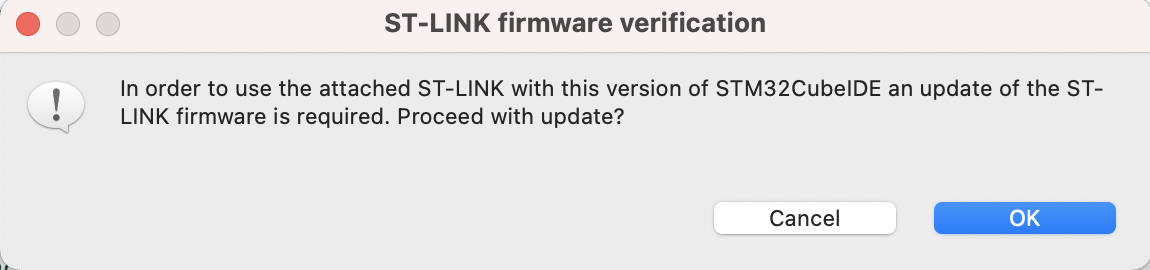 ST-LINK firmware verification
In order to use the attached ST-LINK with this version of STM32CubeIDE an update of the ST-
LINK firmware is required. Proceed with update?
Cancel
OK